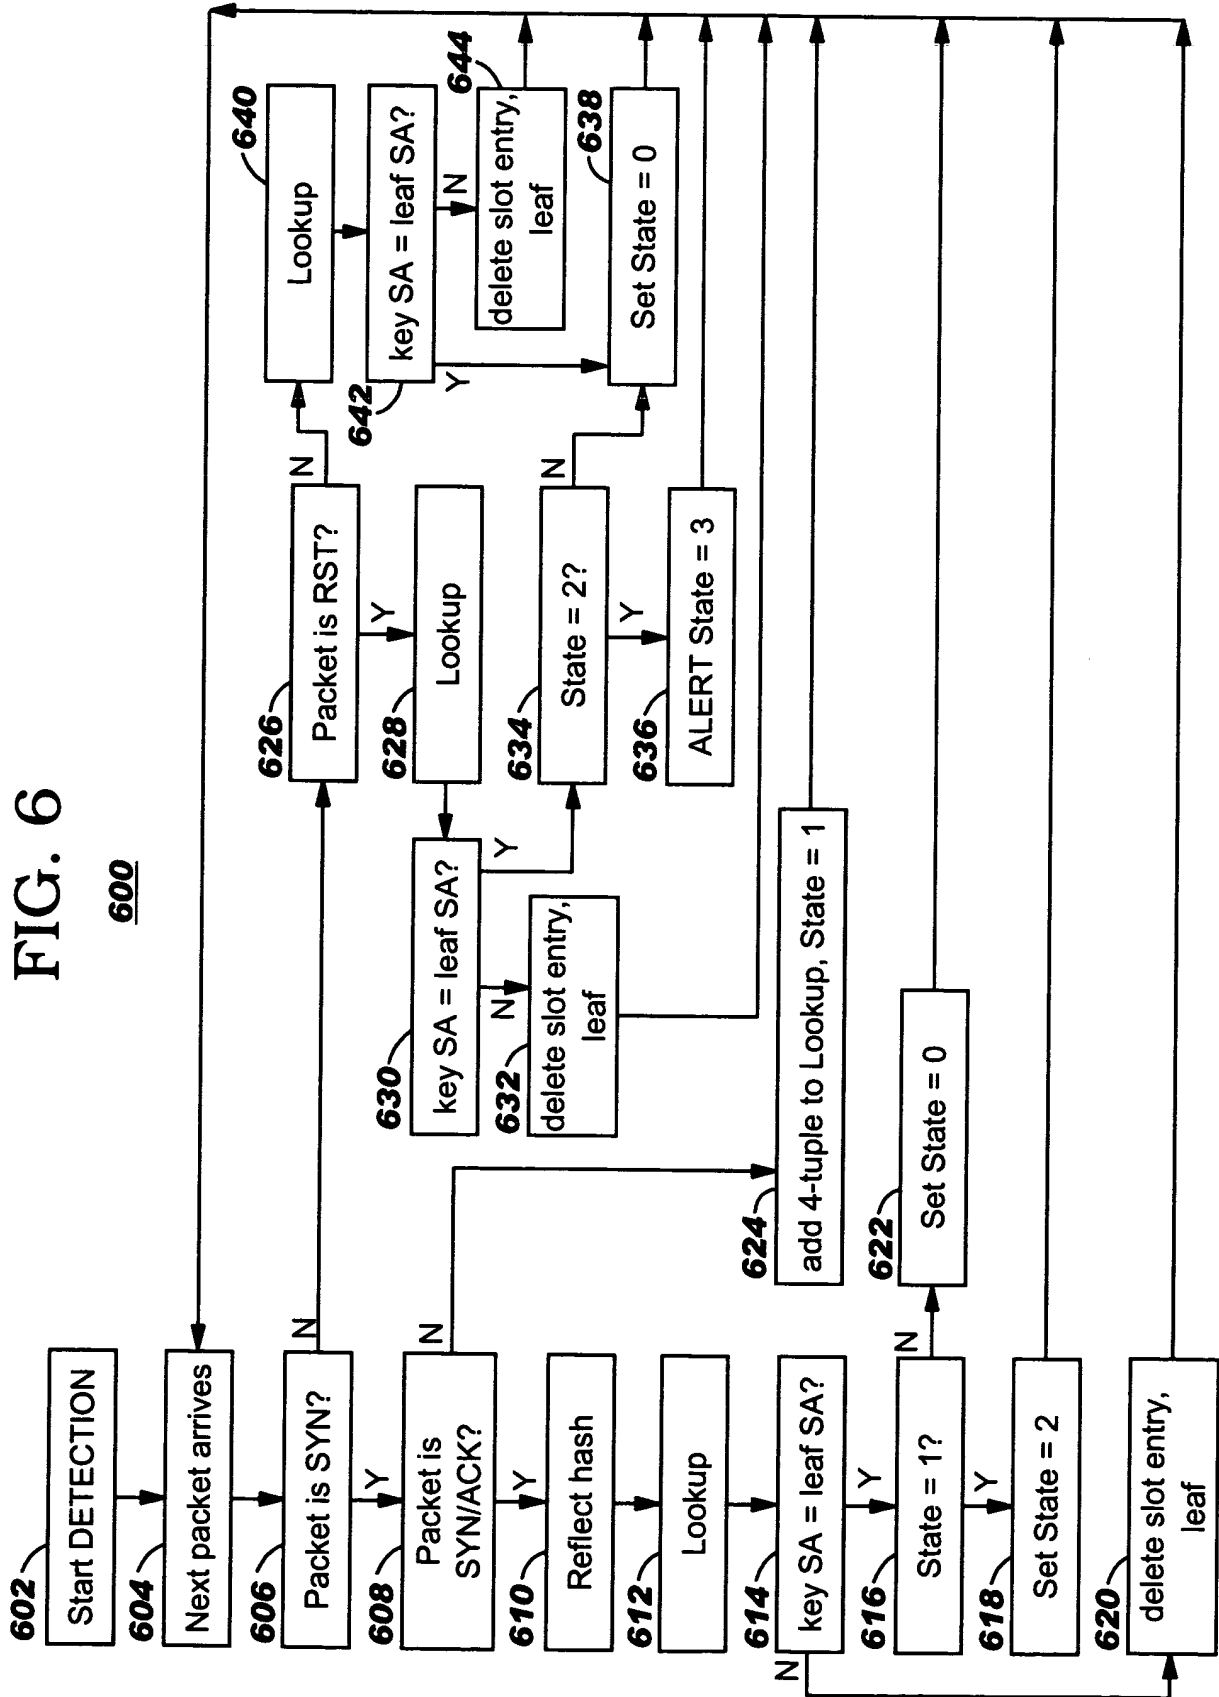 FIG. 6
600
602
Start DETECTION
604
Next packet arrives
606
Packet is SYN?
N
Y
608
Packet is
SYN/ACK?
N
Y
610
Reflect hash
612
Lookup
614
key SA = leaf SA?
N
Y
616
State = 1?
N
Y
618
Set State = 2
620
delete slot entry,
leaf
622
Set State = 0
624
add 4-tuple to Lookup, State = 1
626
Packet is RST?
N
Y
628
Lookup
630
key SA = leaf SA?
Y
N
632
delete slot entry,
leaf
634
State = 2?
N
Y
636
ALERT State = 3
638
Set State = 0
640
Lookup
642
key SA = leaf SA?
Y
N
644
delete slot entry,
leaf